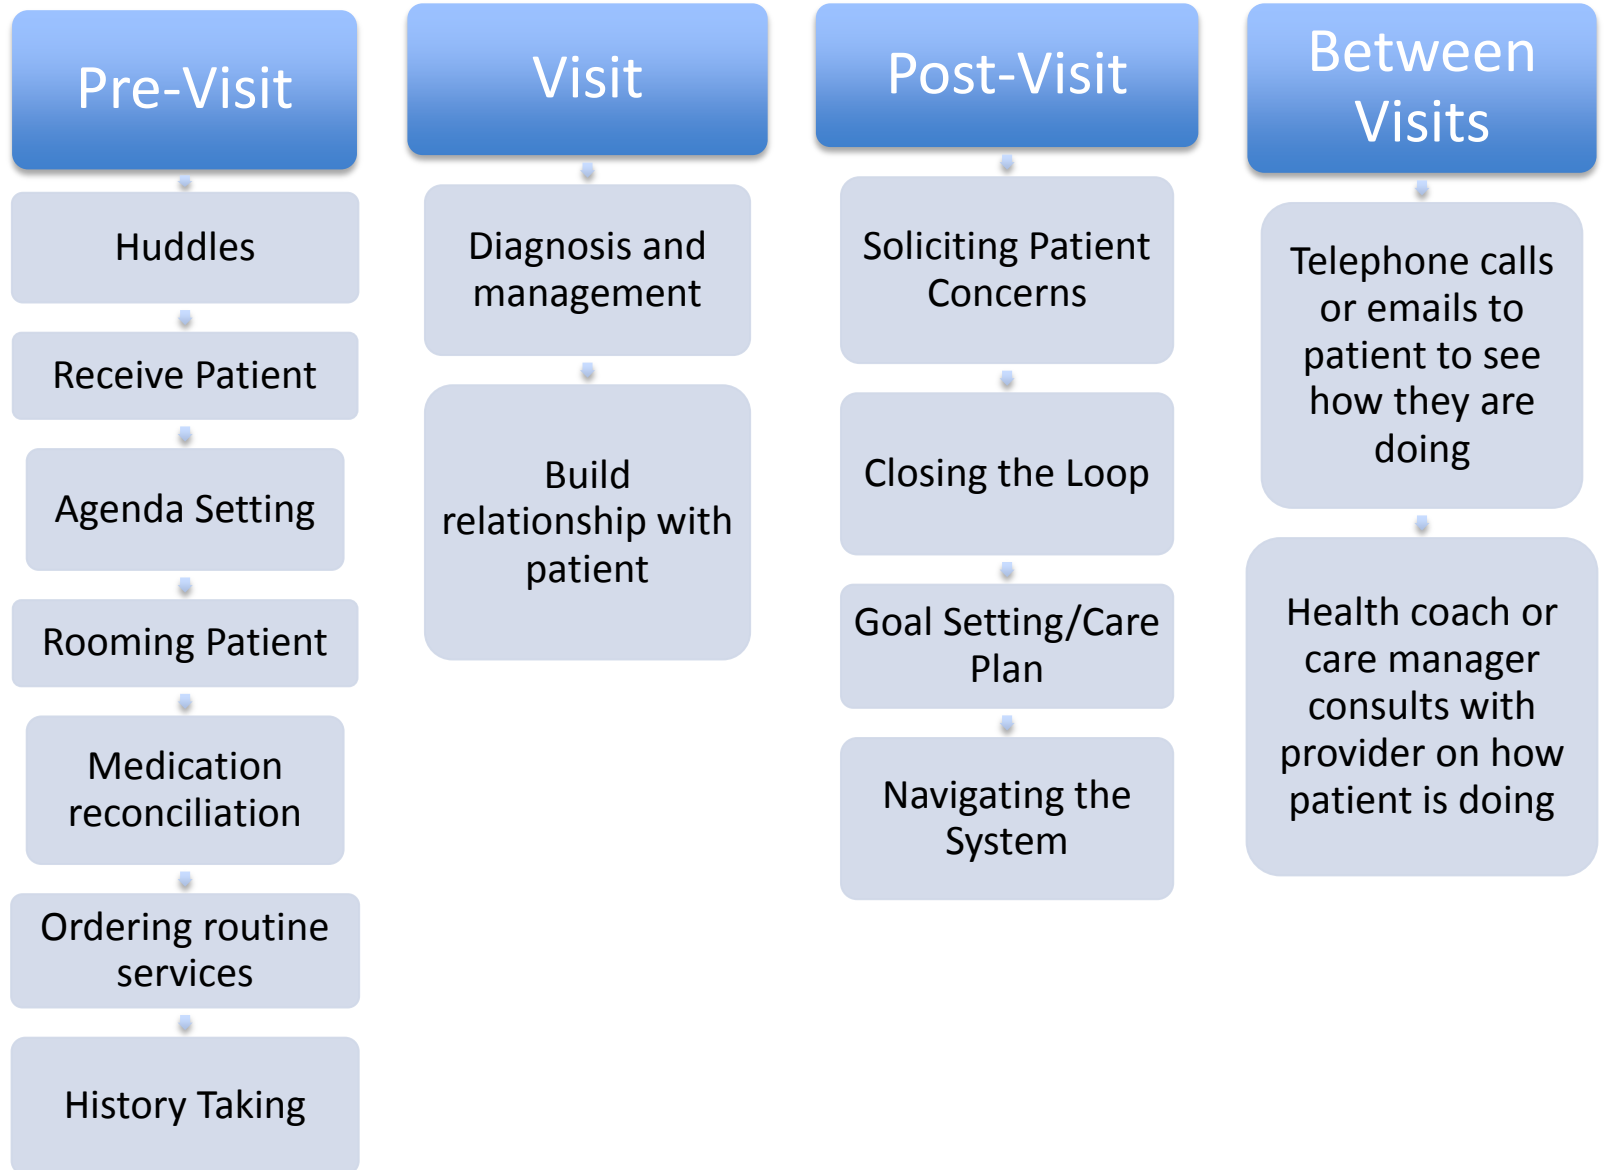 Pre-Visit
Huddles
Receive Patient
Agenda Setting
Rooming Patient
Medication
reconciliation
Ordering routine
services
History Taking
Visit
Diagnosis and
management
Build
relationship with
patient
Post-Visit
Soliciting Patient
Concerns
Closing the Loop
Goal Setting/Care
Plan
Navigating the
System
Between
Visits
Telephone calls
or emails to
patient to see
how they are
doing
Health coach or
care manager
consults with
provider on how
patient is doing